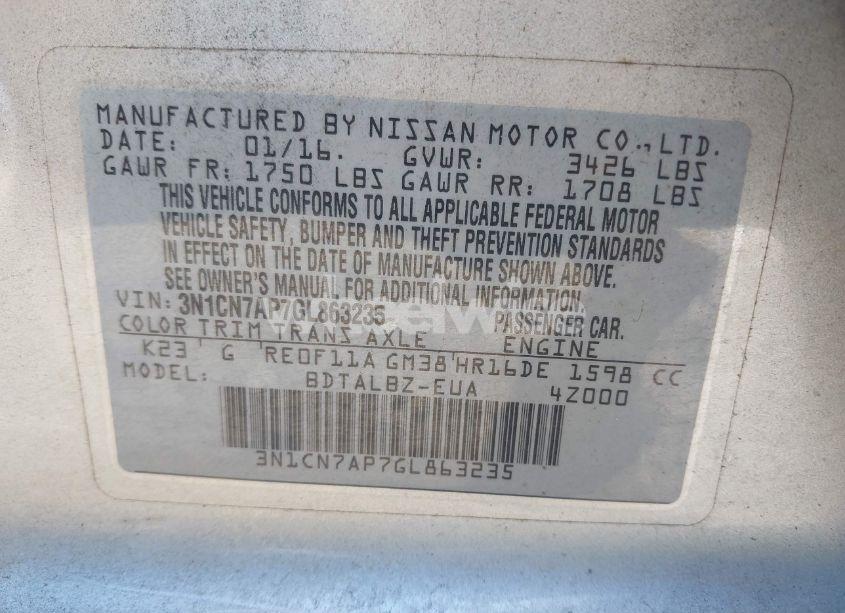 MANUFACTURED BY NISSAN MOTOR CO., LTD.
DATE: 01/16. GVWR: 3426 LBS
GAWR FR: 1750 LBS GAWR RR: 1708 LBS
THIS VEHICLE CONFORMS TO ALL APPLICABLE FEDERAL MOTOR
VEHICLE SAFETY, BUMPER AND THEFT PREVENTION STANDARDS
IN EFFECT ON THE DATE OF MANUFACTURE SHOWN ABOVE.
SEE OWNER'S MANUAL FOR ADDITIONAL INFORMATION
VIN: 3N1CN7AP7GL863235 PASSENGER CAR.
COLOR TRIM TRANS AXLE ENGINE
K23 G RE0F11A GM38 HR16DE 1598 CC
MODEL: BDTALBZ-EUA 4Z000
3N1CN7AP7GL863235